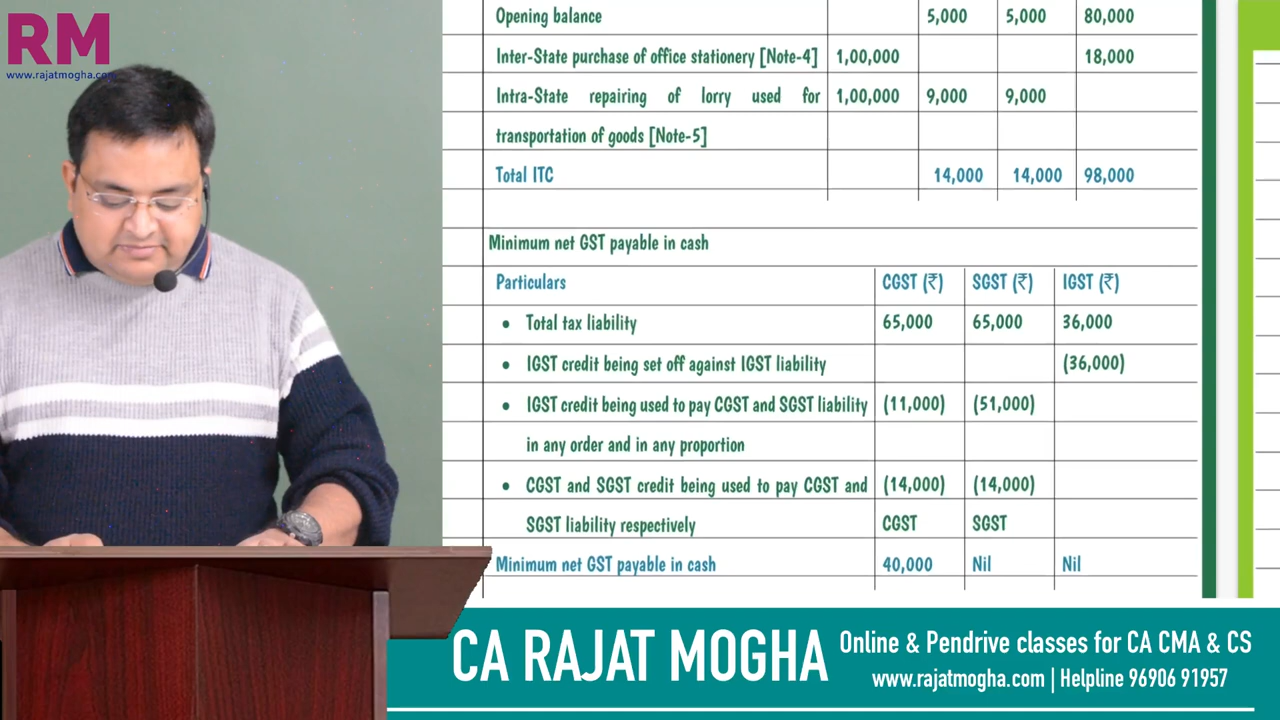 RM
www.rajatmogha.com
Opening balance 5,000 5,000 80,000
Inter-State purchase of office stationery [Note-4] 1,00,000 18,000
Intra-State repairing of lorry used for 1,00,000 9,000 9,000
transportation of goods [Note-5]
Total ITC 14,000 14,000 98,000
Minimum net GST payable in cash
Particulars CGST (₹) SGST (₹) IGST (₹)
• Total tax liability 65,000 65,000 36,000
• IGST credit being set off against IGST liability (36,000)
• IGST credit being used to pay CGST and SGST liability (11,000) (51,000)
in any order and in any proportion
• CGST and SGST credit being used to pay CGST and (14,000) (14,000)
SGST liability respectively CGST SGST
Minimum net GST payable in cash 40,000 Nil Nil
CA RAJAT MOGHA
Online & Pendrive classes for CA CMA & CS
www.rajatmogha.com | Helpline 96906 91957